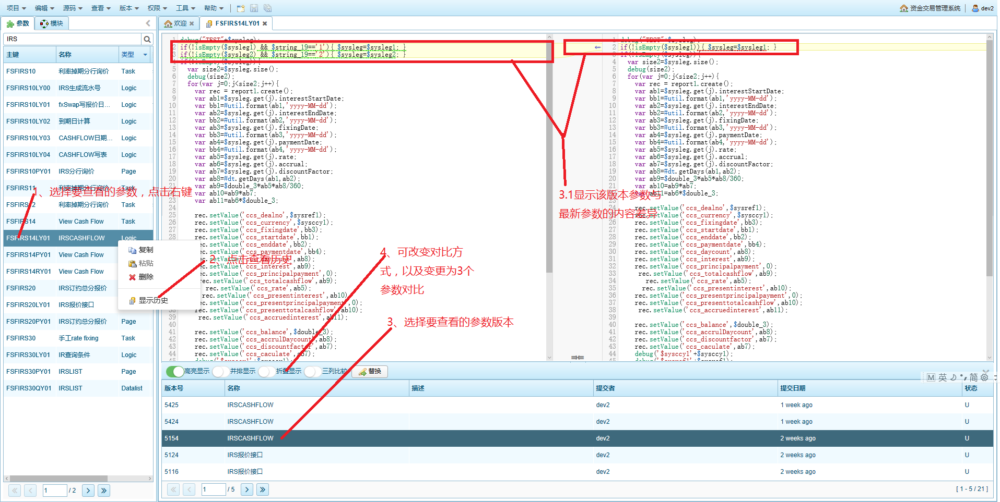 项目 编辑 源码 查看 版本 权限 工具 帮助 资金交易管理系统 dev2
参数 模块
IRS
主键 名称 类型
FSFIRS10 利率掉期分行询价 Task
FSFIRS10LY00 IRS生成流水号 Logic
FSFIRS10LY01 fxSwap写报价日... Logic
FSFIRS10LY02 到期日计算 Logic
FSFIRS10LY03 CASHFLOW日期... Logic
FSFIRS10LY04 CASHFLOW写表 Logic
FSFIRS10PY01 IRS分行询价 Page
FSFIRS11 利率掉期分行询价 Task
利率掉期分行询价 Task
FSFIRS14 View Cash Flow Task
FSFIRS14LY01 IRSCASHFLOW Logic
FSFIRS14PY01 View Cash Flow
FSFIRS14RY01 View Cash Flow
FSFIRS20 IRS订约总分报价
FSFIRS20LY01 IRS报价接口
FSFIRS20PY01 IRS订约总分报价 Page
FSFIRS30 手工rate fixing Task
FSFIRS30LY01 IR查询条件 Logic
FSFIRS30PY01 IRSLIST Page
FSFIRS30QY01 IRSLIST Datalist
1 / 2
1、选择要查看的参数，点击右键
复制
粘贴
删除
显示历史
2、点击查看历史
欢迎 FSFIRS14LY01
1 debug("TEST"+$sysleg);
2 if(!isEmpty($sysleg1) && $string_19=='1'){ $sysleg=$sysleg1; }
3 if(!isEmpty($sysleg2) && $string_19=='2'){ $sysleg=$sysleg2; }
4 if(!isEmpty($sysleg)){
5 var size2=$sysleg.size();
6 debug(size2);
7 for(var j=0;j<size2;j++){
8 var rec = report1.create();
9 var ab1=$sysleg.get(j).interestStartDate;
10 var bb1=#util.format(ab1,'yyyy-MM-dd');
11 var ab2=$sysleg.get(j).interestEndDate;
12 var bb2=#util.format(ab2,'yyyy-MM-dd');
13 var ab3=$sysleg.get(j).fixingDate;
14 var bb3=#util.format(ab3,'yyyy-MM-dd');
15 var ab4=$sysleg.get(j).paymentDate;
16 var bb4=#util.format(ab4,'yyyy-MM-dd');
17 var ab5=$sysleg.get(j).rate;
18 var ab6=$sysleg.get(j).accrual;
19 var ab7=$sysleg.get(j).discountFactor;
20 var ab8=#dt.getDays(ab1,ab2);
21 var ab9=$double_3*ab5*ab8/360;
22 var ab10=ab9*ab7;
23 var ab11=ab6*$double_3;
24
25 rec.setValue('ccs_dealno',$sysref1);
26 rec.setValue('ccs_currency',$sysccy1);
27 rec.setValue('ccs_fixingdate',bb3);
28 rec.setValue('ccs_startdate',bb1);
29 rec.setValue('ccs_enddate',bb2);
rec.setValue('ccs_paymentdate',bb4);
rec.setValue('ccs_daycount',ab8);
rec.setValue('ccs_interest',ab9);
rec.setValue('ccs_principalpayment',0);
rec.setValue('ccs_totalcashflow',ab9);
rec.setValue('ccs_rate',ab5);
rec.setValue('ccs_presentinterest',ab10);
rec.setValue('ccs_presentprincipalpayment',0);
rec.setValue('ccs_presenttotalcashflow',ab10);
39 rec.setValue('ccs_accruedinterest',ab11);
40
41 rec.setValue('ccs_balance',$double_3);
42 rec.setValue('ccs_accrulDaycount',ab8);
43 rec.setValue('ccs_discountfactor',ab7);
44 rec.setValue('ccs_caculate',ab7);
45 debug('$sysccy1'+$sysccy1);
1 debug("TEST"+$sysleg);
2 if(!isEmpty($sysleg1)){ $sysleg=$sysleg1; }
3 if(!isEmpty($sysleg)){
4 var size2=$sysleg.size();
5 debug(size2);
6 for(var j=0;j<size2;j++){
7 var rec = report1.create();
8 var ab1=$sysleg.get(j).interestStartDate;
9 var bb1=#util.format(ab1,'yyyy-MM-dd');
10 var ab2=$sysleg.get(j).interestEndDate;
11 var bb2=#util.format(ab2,'yyyy-MM-dd');
12 var ab3=$sysleg.get(j).fixingDate;
13 var bb3=#util.format(ab3,'yyyy-MM-dd');
14 var ab4=$sysleg.get(j).paymentDate;
15 var bb4=#util.format(ab4,'yyyy-MM-dd');
16 var ab5=$sysleg.get(j).rate;
17 var ab6=$sysleg.get(j).accrual;
18 var ab7=$sysleg.get(j).discountFactor;
19 var ab8=#dt.getDays(ab1,ab2);
20 var ab9=$double_3*ab5*ab8/360;
21 var ab10=ab9*ab7;
22 var ab11=ab6*$double_3;
24 rec.setValue('ccs_dealno',$sysref1);
25 rec.setValue('ccs_currency',$sysccy1);
26 rec.setValue('ccs_fixingdate',bb3);
27 rec.setValue('ccs_startdate',bb1);
28 rec.setValue('ccs_enddate',bb2);
29 rec.setValue('ccs_paymentdate',bb4);
30 rec.setValue('ccs_daycount',ab8);
31 rec.setValue('ccs_interest',ab9);
32 rec.setValue('ccs_principalpayment',0);
33 rec.setValue('ccs_totalcashflow',ab9);
34 rec.setValue('ccs_rate',ab5);
35 rec.setValue('ccs_presentinterest',ab10);
36 rec.setValue('ccs_presentprincipalpayment',0);
37 rec.setValue('ccs_presenttotalcashflow',ab10);
38 rec.setValue('ccs_accruedinterest',ab11);
39
40 rec.setValue('ccs_balance',$double_3);
41 rec.setValue('ccs_accrulDaycount',ab8);
42 rec.setValue('ccs_discountfactor',ab7);
43 rec.setValue('ccs_caculate',ab7);
44 debug('$sysccy1'+$sysccy1);
45 debug('$sysref1'+$sysref1);
3.1显示该版本参数与
最新参数的内容差异
4、可改变对比方
式，以及变更为3个
参数对比
3、选择要查看的参数版本
高亮显示 并排显示 折叠显示 三列比较 替换
M 英 简
版本号 名称 描述 提交者 提交日期 状态
5425 IRSCASHFLOW dev2 1 week ago U
5424 IRSCASHFLOW dev2 1 week ago U
5154 IRSCASHFLOW dev2 2 weeks ago U
5124 IRS报价接口 dev2 2 weeks ago U
5116 IRS报价接口 dev2 2 weeks ago U
1 / 5 [ 1 - 5 / 21 ]